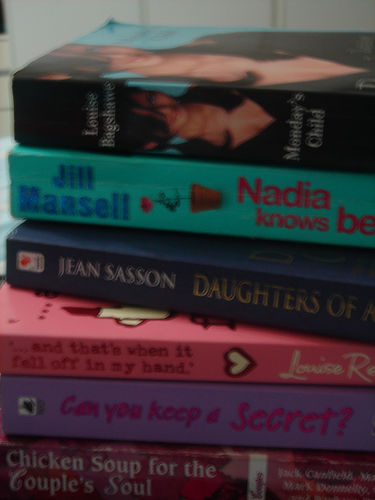 Louise
Bagshawe
Monday's
Child
Jill
Mansell
Nadia
knows be
JEAN SASSON
DAUGHTERS OF A
'...and that's when it
fell off in my hand.'
Louise Re
Can you keep a Secret?
Chicken Soup for the
Couple's Soul
Jack Canfield, Ma
Mark Donnelly,